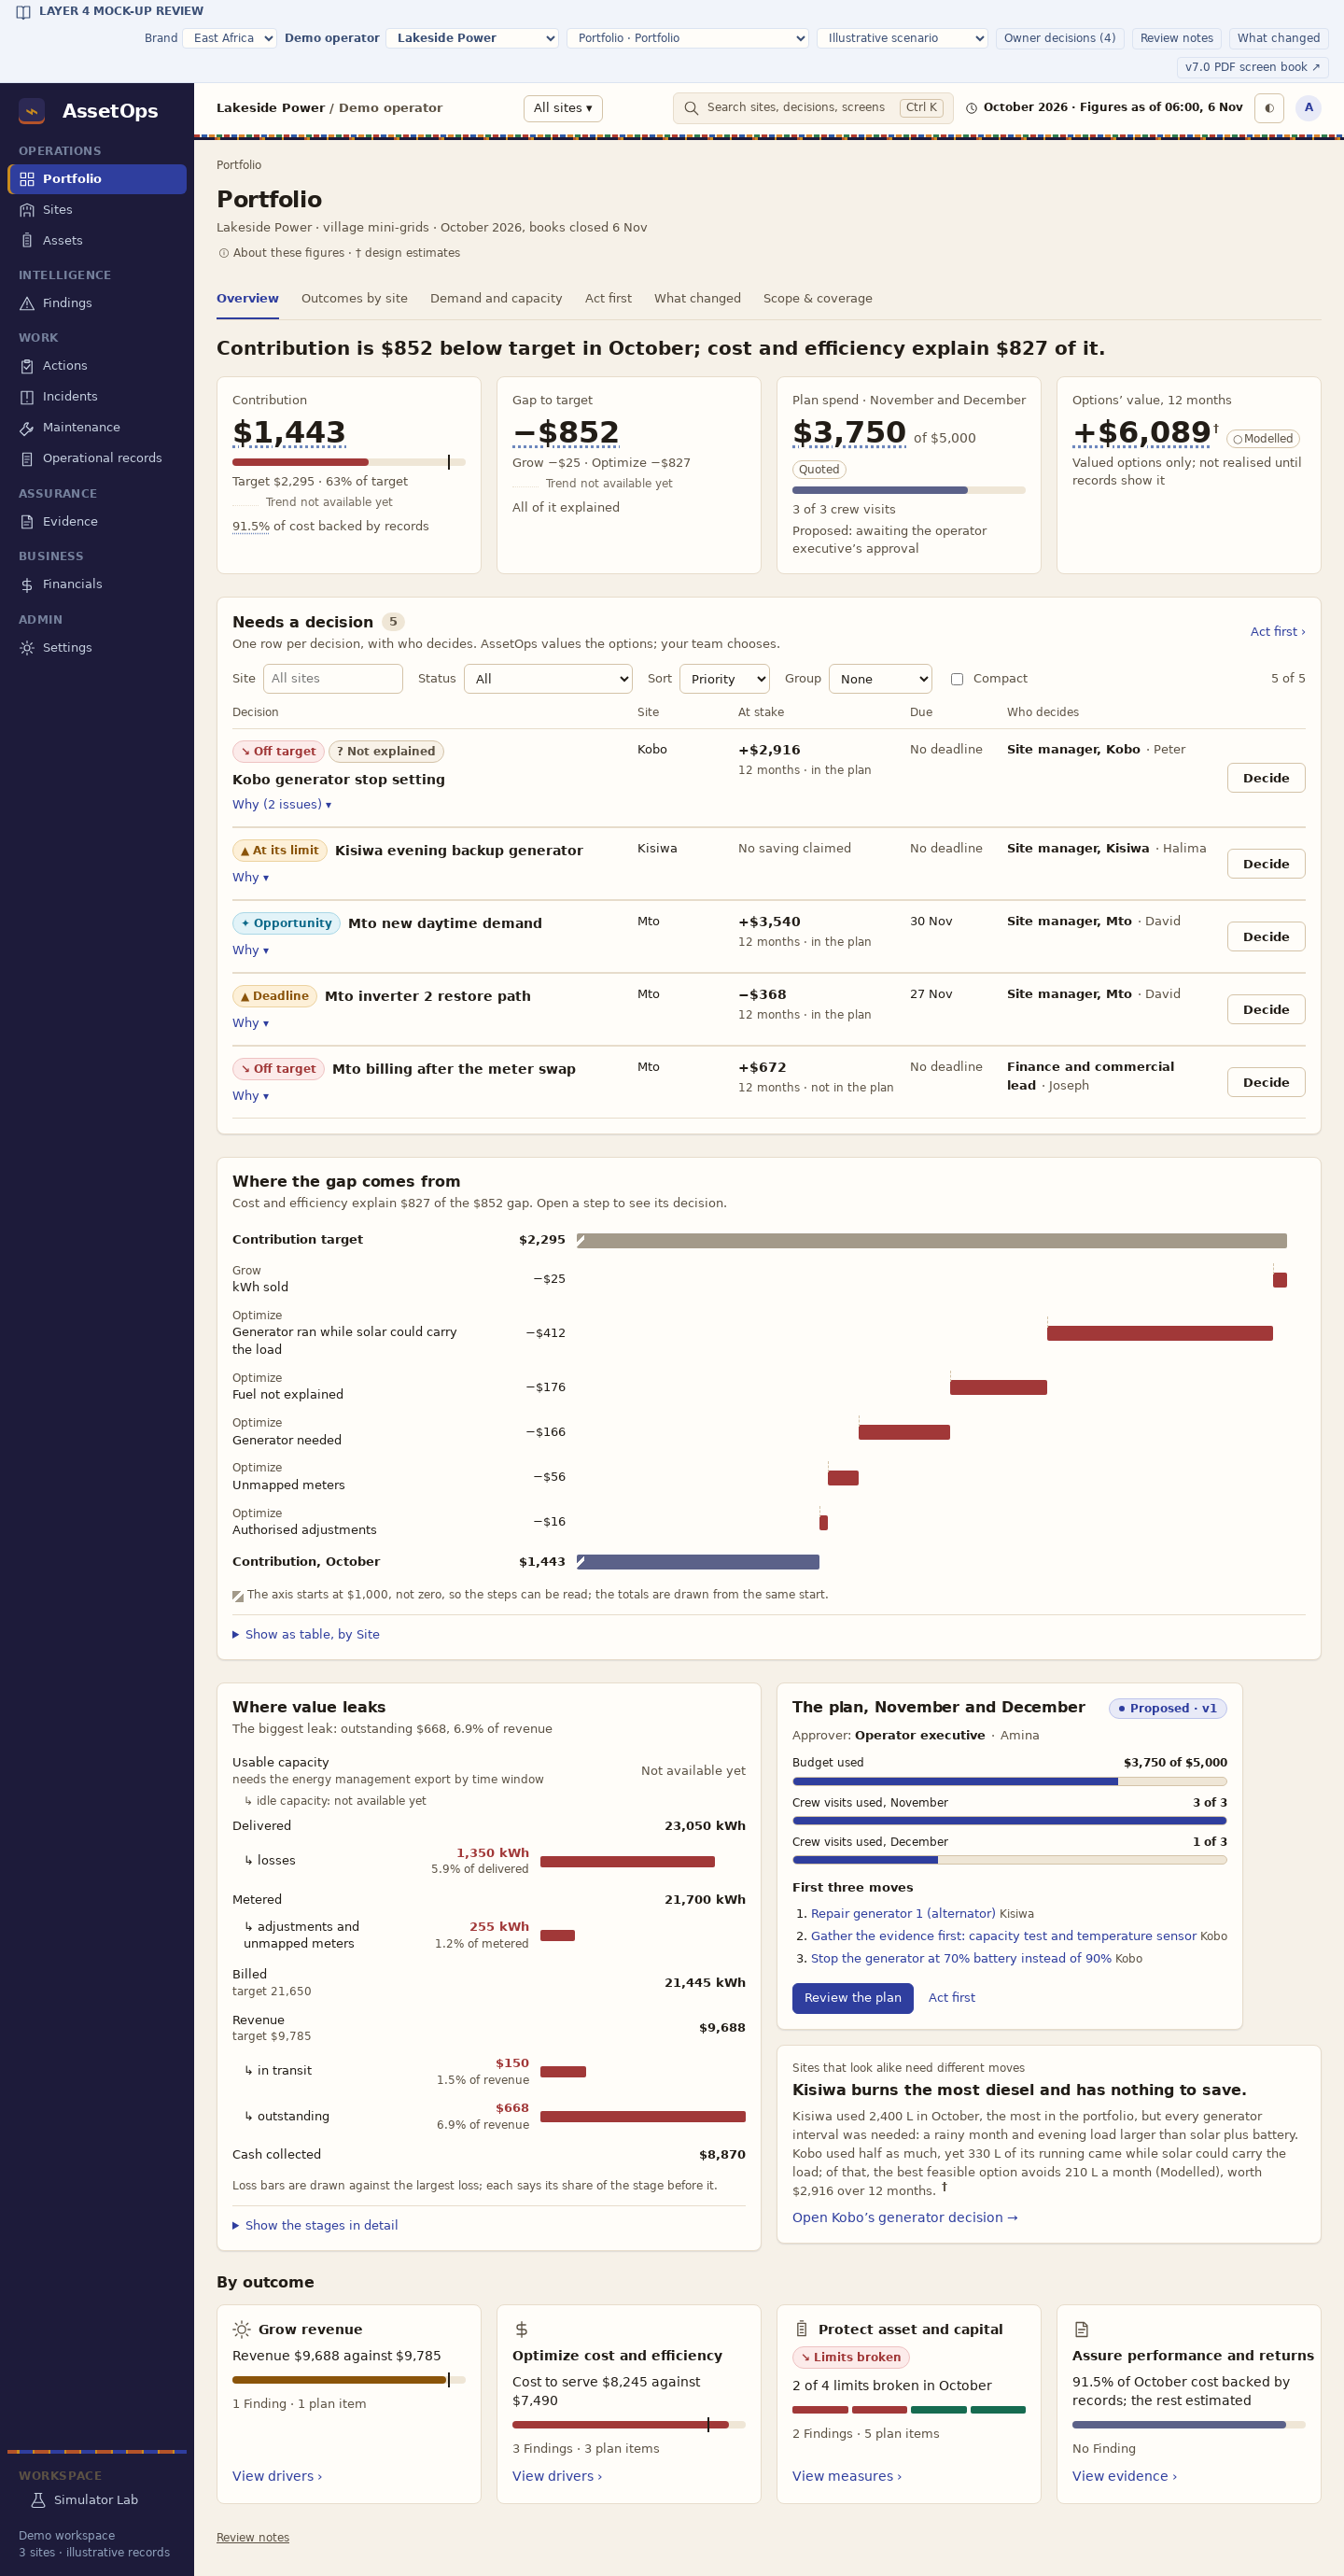 LAYER 4 MOCK-UP REVIEW
Brand East Africa Demo operator Lakeside Power Portfolio · Portfolio Illustrative scenario Owner decisions (4) Review notes What changed
v7.0 PDF screen book ↗
AssetOps
OPERATIONS
Portfolio
Sites
Assets
INTELLIGENCE
Findings
WORK
Actions
Incidents
Maintenance
Operational records
ASSURANCE
Evidence
BUSINESS
Financials
ADMIN
Settings
WORKSPACE
Simulator Lab
Demo workspace
3 sites · illustrative records
Lakeside Power / Demo operator All sites ▾ Search sites, decisions, screens Ctrl K October 2026 · Figures as of 06:00, 6 Nov ◐ A
Portfolio
Portfolio
Lakeside Power · village mini-grids · October 2026, books closed 6 Nov
About these figures · † design estimates
Overview Outcomes by site Demand and capacity Act first What changed Scope & coverage
Contribution is $852 below target in October; cost and efficiency explain $827 of it.
Contribution
$1,443
Target $2,295 · 63% of target
Trend not available yet
91.5% of cost backed by records
Gap to target
−$852
Grow −$25 · Optimize −$827
Trend not available yet
All of it explained
Plan spend · November and December
$3,750 of $5,000
Quoted
3 of 3 crew visits
Proposed: awaiting the operator
executive’s approval
Options’ value, 12 months
+$6,089† Modelled
Valued options only; not realised until
records show it
Needs a decision 5
One row per decision, with who decides. AssetOps values the options; your team chooses.
Act first ›
Site All sites Status All Sort Priority Group None Compact 5 of 5
Decision Site At stake Due Who decides
↘ Off target ? Not explained
Kobo generator stop setting
Why (2 issues) ▾
Kobo
+$2,916
12 months · in the plan
No deadline
Site manager, Kobo · Peter
Decide
▲ At its limit Kisiwa evening backup generator
Why ▾
Kisiwa
No saving claimed
No deadline
Site manager, Kisiwa · Halima
Decide
✦ Opportunity Mto new daytime demand
Why ▾
Mto
+$3,540
12 months · in the plan
30 Nov
Site manager, Mto · David
Decide
▲ Deadline Mto inverter 2 restore path
Why ▾
Mto
−$368
12 months · in the plan
27 Nov
Site manager, Mto · David
Decide
↘ Off target Mto billing after the meter swap
Why ▾
Mto
+$672
12 months · not in the plan
No deadline
Finance and commercial
lead · Joseph
Decide
Where the gap comes from
Cost and efficiency explain $827 of the $852 gap. Open a step to see its decision.
Contribution target $2,295
Grow
kWh sold −$25
Optimize
Generator ran while solar could carry
the load
−$412
Optimize
Fuel not explained −$176
Optimize
Generator needed −$166
Optimize
Unmapped meters −$56
Optimize
Authorised adjustments −$16
Contribution, October $1,443
The axis starts at $1,000, not zero, so the steps can be read; the totals are drawn from the same start.
▶ Show as table, by Site
Where value leaks
The biggest leak: outstanding $668, 6.9% of revenue
Usable capacity
needs the energy management export by time window
Not available yet
↳ idle capacity: not available yet
Delivered 23,050 kWh
↳ losses
1,350 kWh
5.9% of delivered
Metered 21,700 kWh
↳ adjustments and
unmapped meters
255 kWh
1.2% of metered
Billed
target 21,650
21,445 kWh
Revenue
target $9,785
$9,688
↳ in transit
$150
1.5% of revenue
↳ outstanding
$668
6.9% of revenue
Cash collected $8,870
Loss bars are drawn against the largest loss; each says its share of the stage before it.
▶ Show the stages in detail
The plan, November and December Proposed · v1
Approver: Operator executive · Amina
Budget used $3,750 of $5,000
Crew visits used, November 3 of 3
Crew visits used, December 1 of 3
First three moves
1. Repair generator 1 (alternator) Kisiwa
2. Gather the evidence first: capacity test and temperature sensor Kobo
3. Stop the generator at 70% battery instead of 90% Kobo
Review the plan Act first
Sites that look alike need different moves
Kisiwa burns the most diesel and has nothing to save.
Kisiwa used 2,400 L in October, the most in the portfolio, but every generator
interval was needed: a rainy month and evening load larger than solar plus battery.
Kobo used half as much, yet 330 L of its running came while solar could carry the
load; of that, the best feasible option avoids 210 L a month (Modelled), worth
$2,916 over 12 months. †
Open Kobo’s generator decision →
By outcome
Grow revenue
Revenue $9,688 against $9,785
1 Finding · 1 plan item
View drivers ›
Optimize cost and efficiency
Cost to serve $8,245 against
$7,490
3 Findings · 3 plan items
View drivers ›
Protect asset and capital
↘ Limits broken
2 of 4 limits broken in October
2 Findings · 5 plan items
View measures ›
Assure performance and returns
91.5% of October cost backed by
records; the rest estimated
No Finding
View evidence ›
Review notes